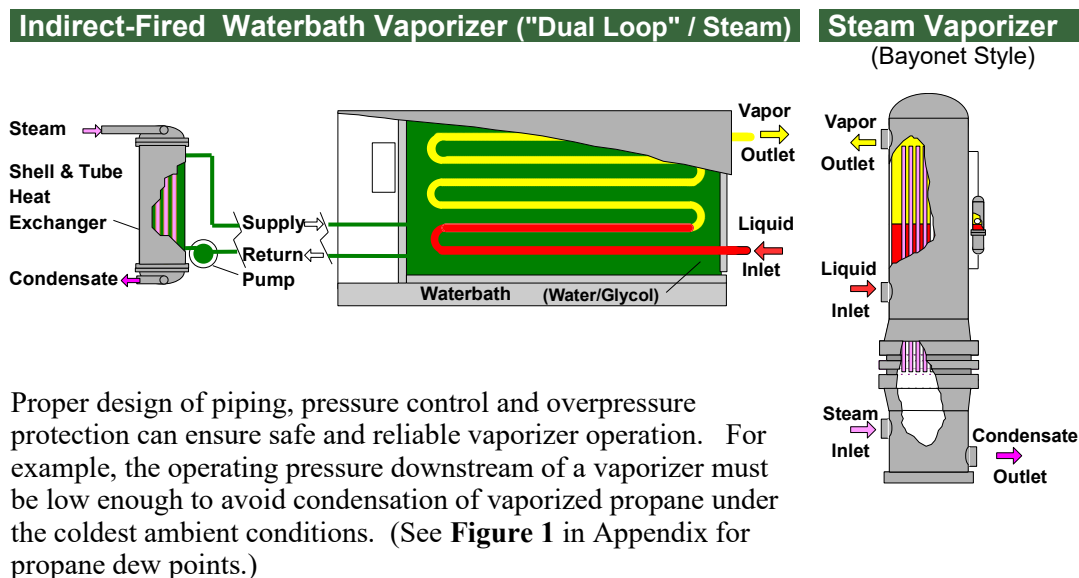 Indirect-Fired Waterbath Vaporizer ("Dual Loop" / Steam)
Steam
Shell & Tube
Heat
Exchanger
Condensate
Supply
Return
Pump
Vapor
Outlet
Liquid
Inlet
Waterbath (Water/Glycol)
Steam Vaporizer
(Bayonet Style)
Vapor
Outlet
Liquid
Inlet
Steam
Inlet
Condensate
Outlet
Proper design of piping, pressure control and overpressure
protection can ensure safe and reliable vaporizer operation. For
example, the operating pressure downstream of a vaporizer must
be low enough to avoid condensation of vaporized propane under
the coldest ambient conditions. (See Figure 1 in Appendix for
propane dew points.)